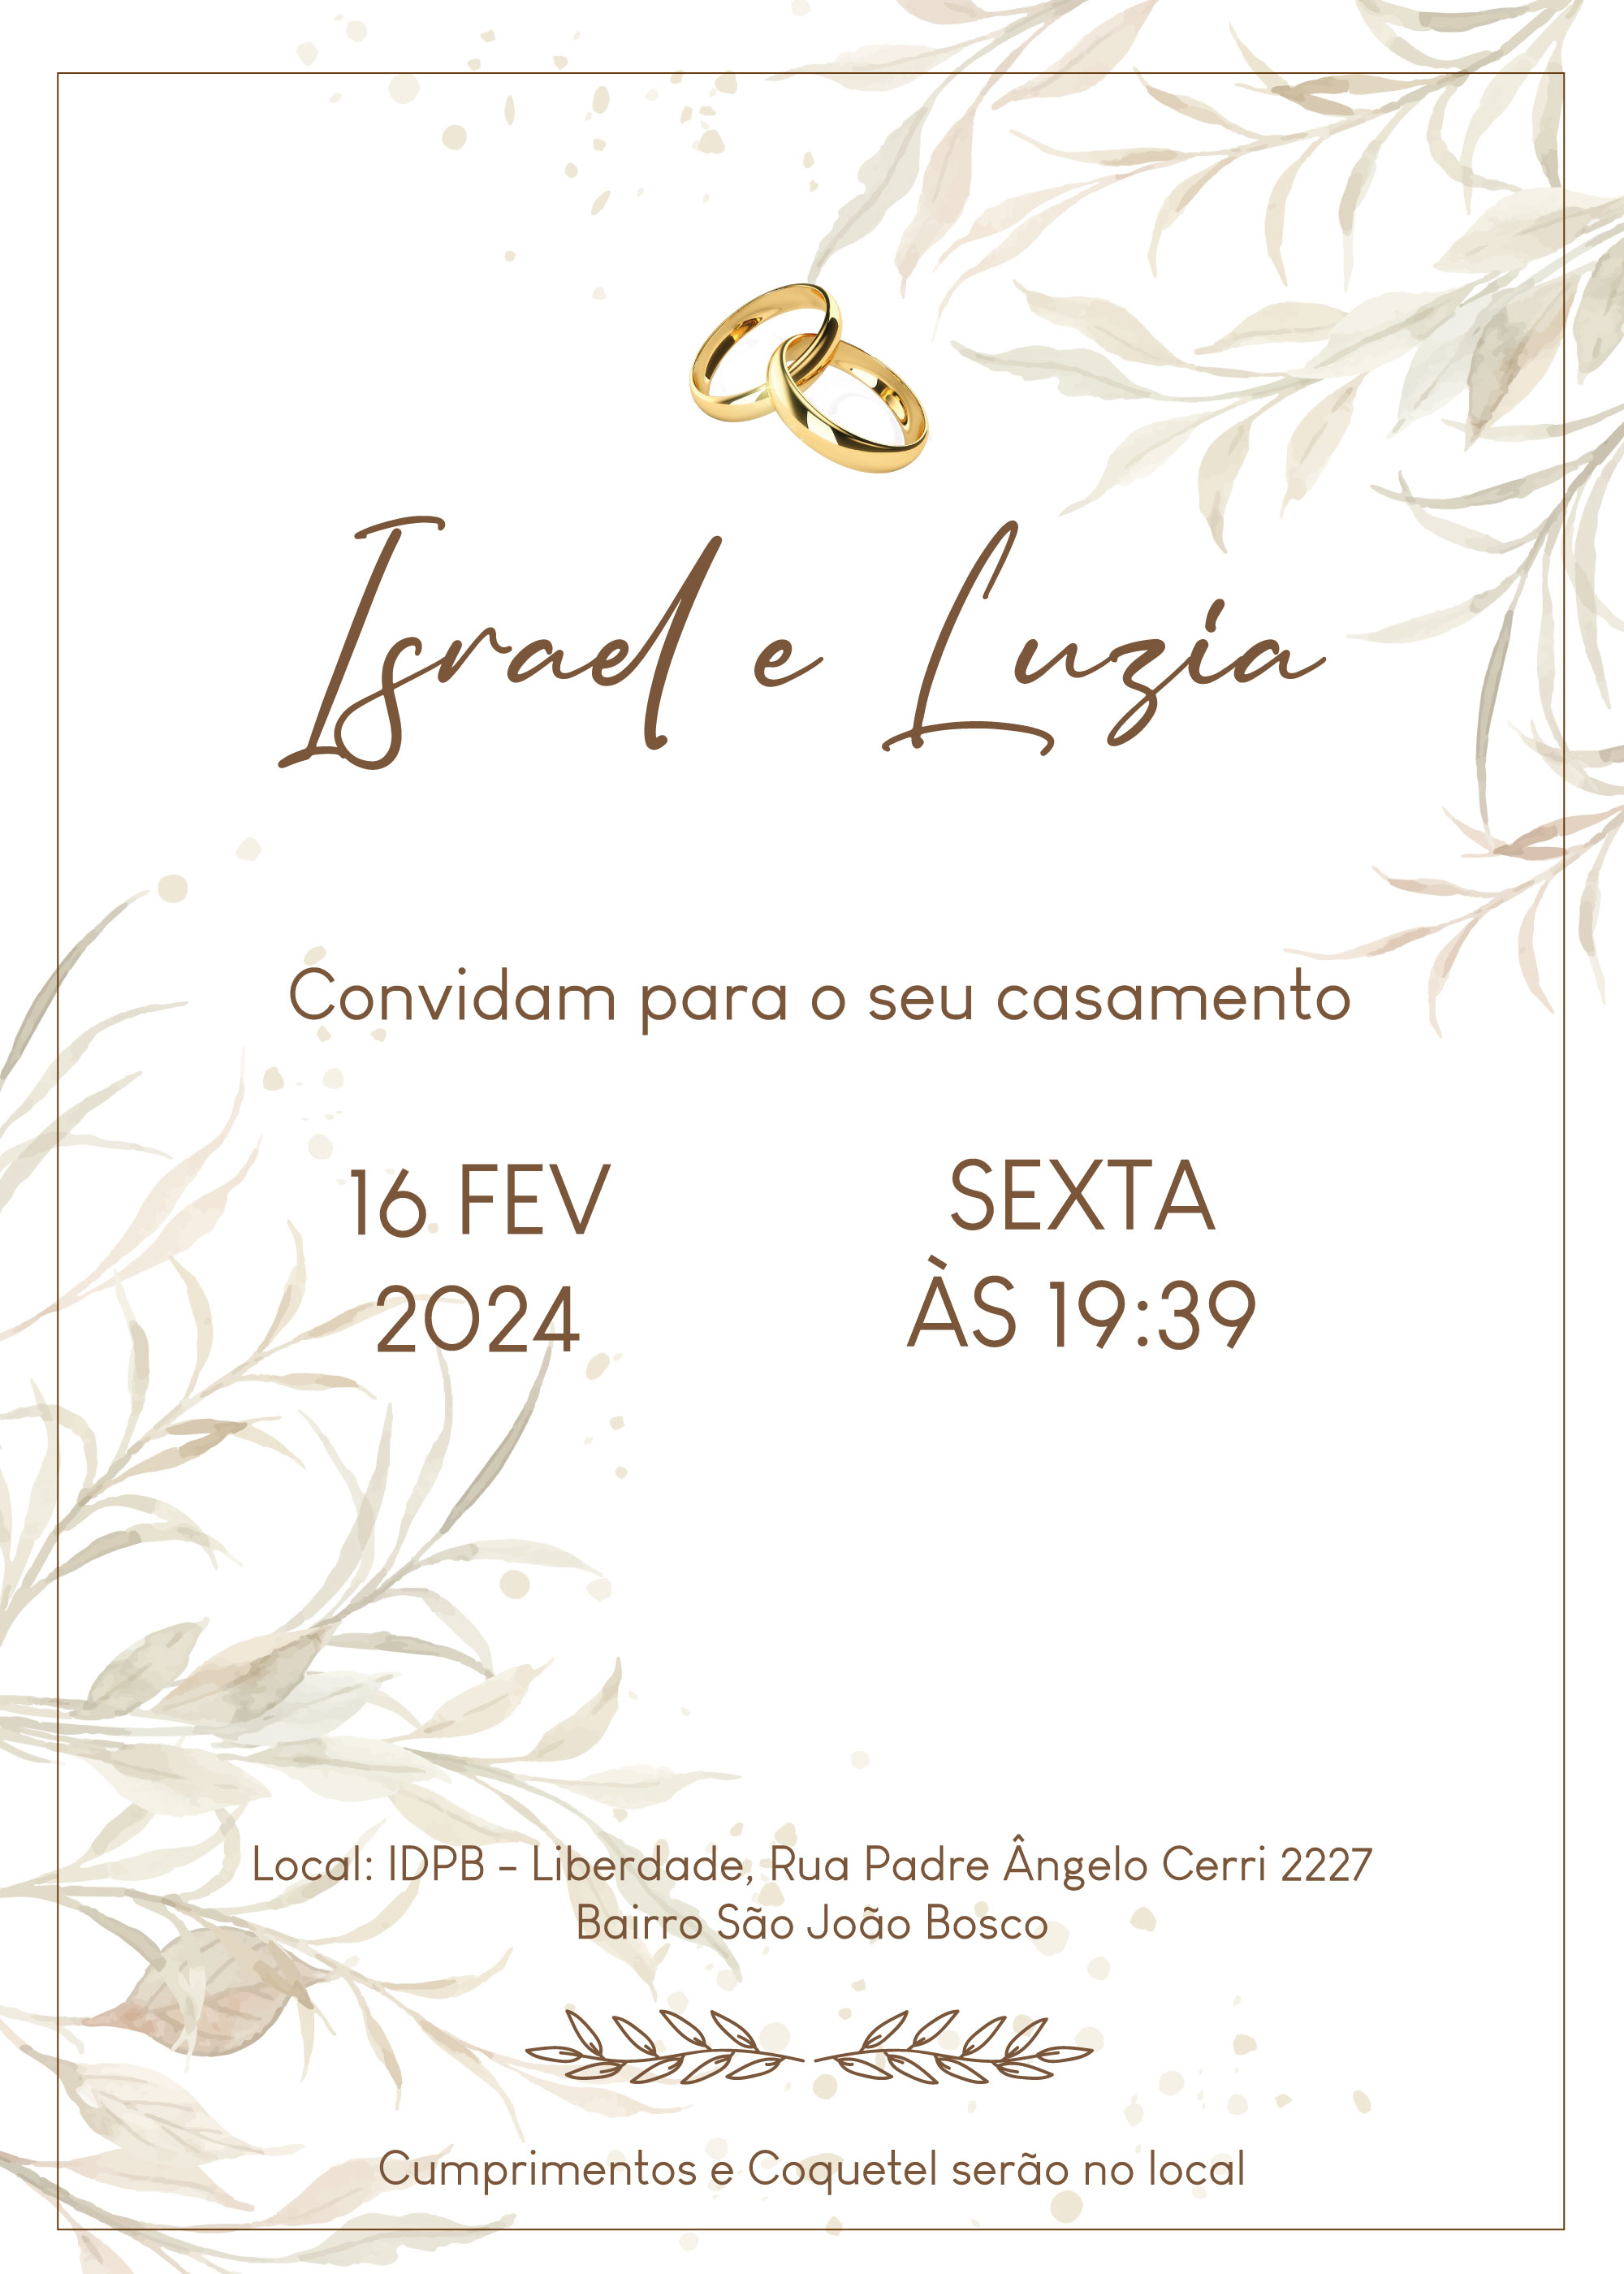 Israel e Luzia
Convidam para o seu casamento
16 FEV
2024
SEXTA
ÀS 19:39
Local: IDPB - Liberdade, Rua Padre Ângelo Cerri 2227
Bairro São João Bosco
Cumprimentos e Coquetel serão no local